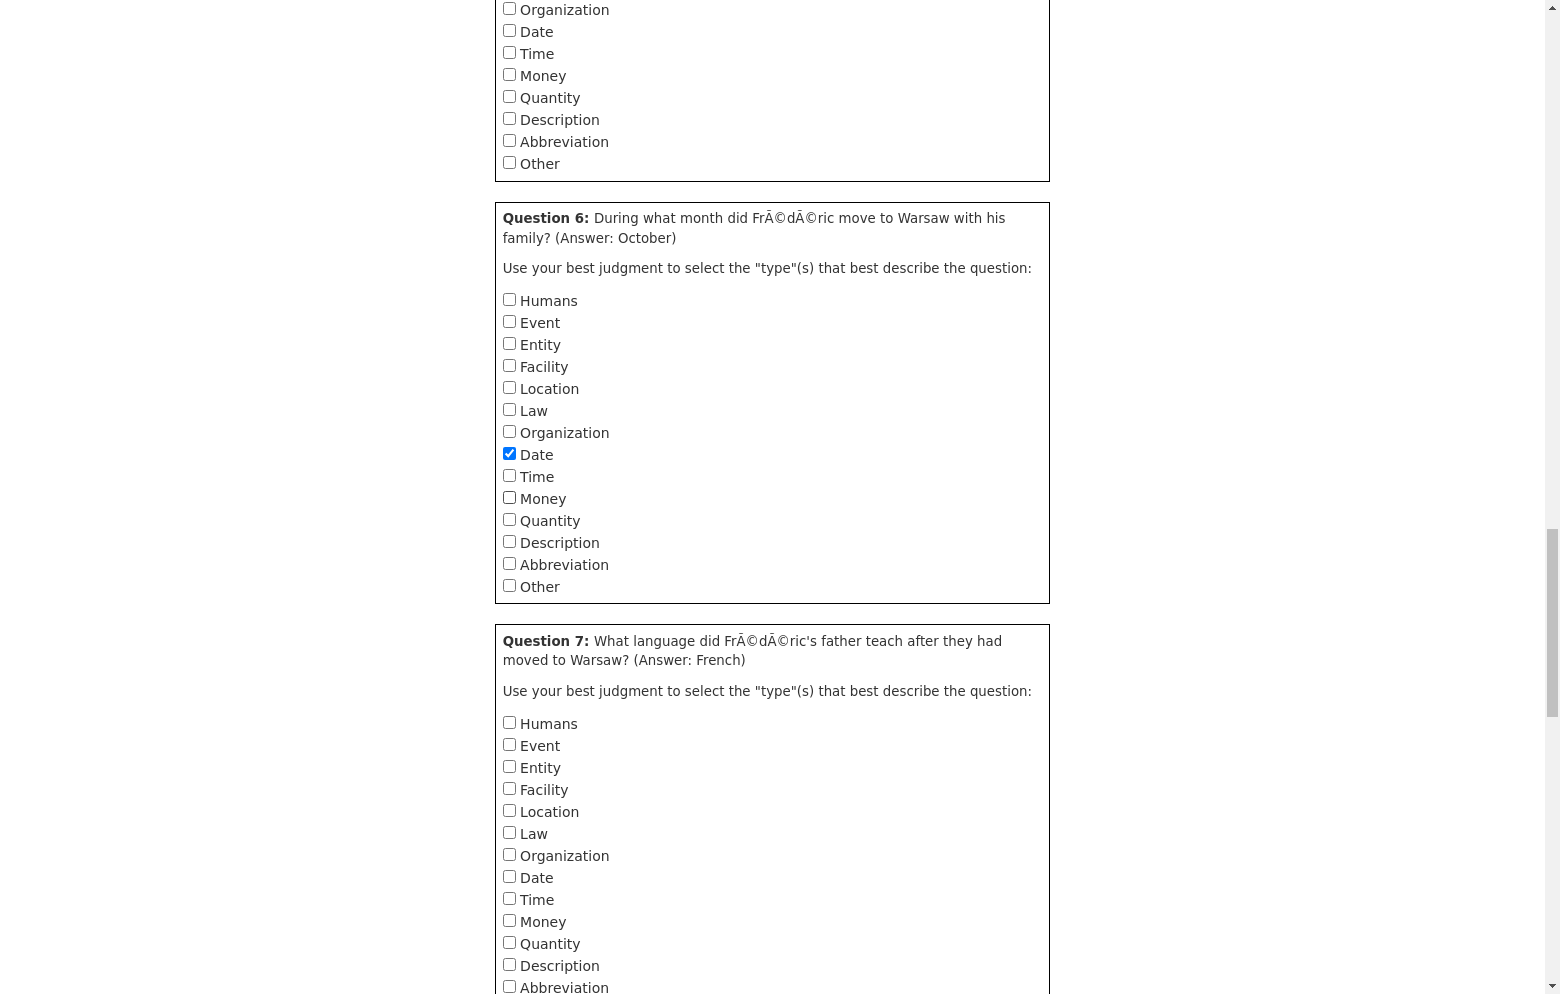 Organization
Date
Time
Money
Quantity
Description
Abbreviation
Other
Question 6: During what month did FrÃ©dÃ©ric move to Warsaw with his
family? (Answer: October)
Use your best judgment to select the "type"(s) that best describe the question:
Humans
Event
Entity
Facility
Location
Law
Organization
Date
Time
Money
Quantity
Description
Abbreviation
Other
Question 7: What language did FrÃ©dÃ©ric's father teach after they had
moved to Warsaw? (Answer: French)
Use your best judgment to select the "type"(s) that best describe the question:
Humans
Event
Entity
Facility
Location
Law
Organization
Date
Time
Money
Quantity
Description
Abbreviation